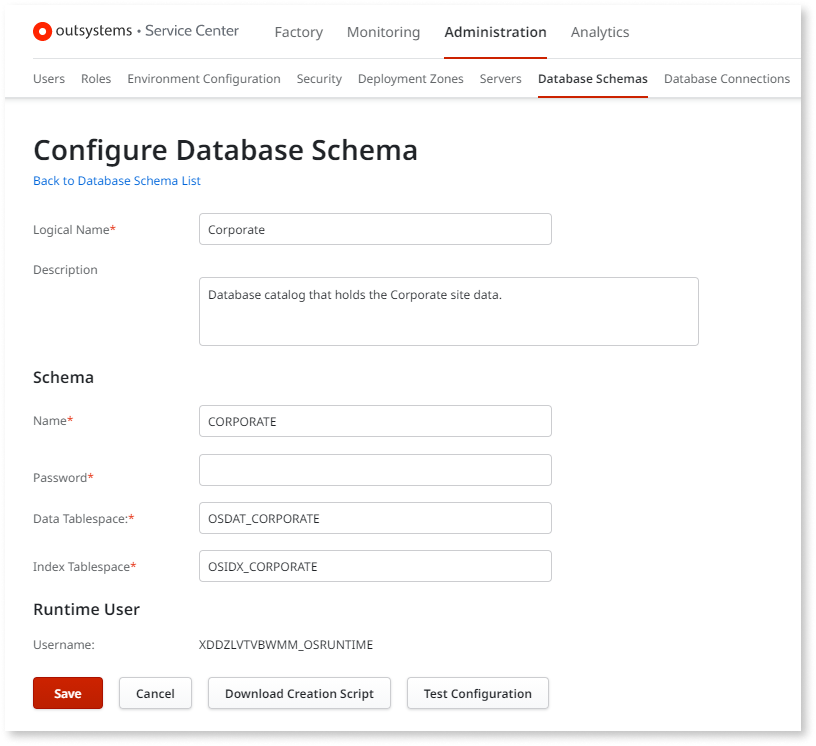 outsystems • Service Center Factory Monitoring Administration Analytics
Users Roles Environment Configuration Security Deployment Zones Servers Database Schemas Database Connections
Configure Database Schema
Back to Database Schema List
Logical Name* Corporate
Description
Database catalog that holds the Corporate site data.
Schema
Name* CORPORATE
Password*
Data Tablespace:* OSDAT_CORPORATE
Index Tablespace* OSIDX_CORPORATE
Runtime User
Username: XDDZLVTVBWMM_OSRUNTIME
Save Cancel Download Creation Script Test Configuration